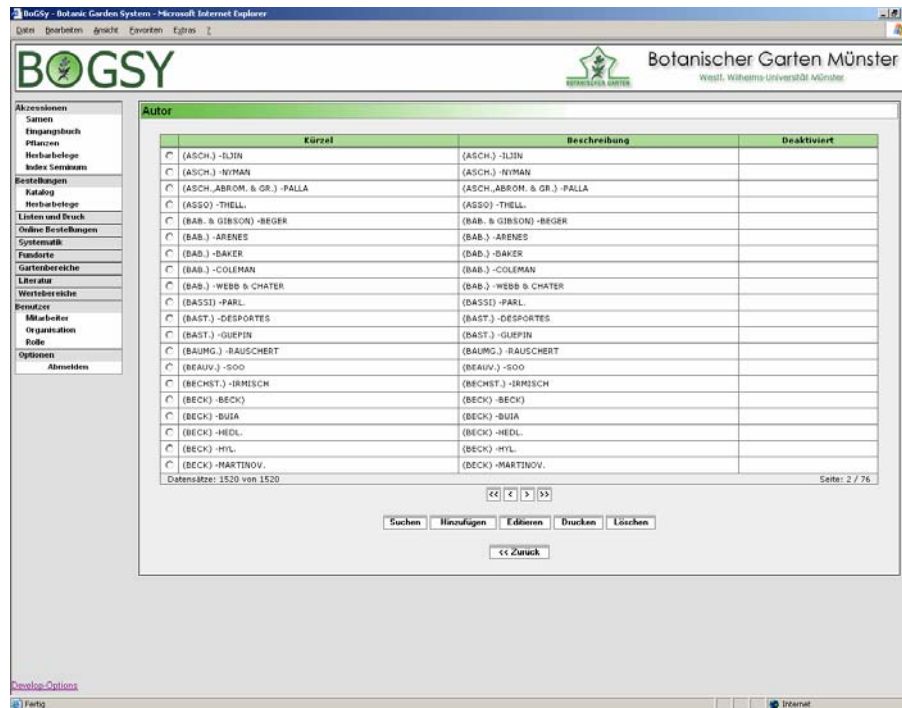 BoGSy - Botanic Garden System - Microsoft Internet Explorer
Datei Bearbeiten Ansicht Favoriten Extras ?
BOGSY
BOTANISCHER GARTEN
Botanischer Garten Münster
Westf. Wilhelms-Universität Münster
Akzessionen
Samen
Eingangsbuch
Pflanzen
Herbarbelege
Index Seminum
Bestellungen
Katalog
Herbarbelege
Listen und Druck
Online Bestellungen
Systematik
Fundorte
Gartenbereiche
Literatur
Wertebereiche
Benutzer
Mitarbeiter
Organisation
Rolle
Optionen
Abmelden
Autor
Kürzel Beschreibung Deaktiviert
(ASCH.) -ILJIN (ASCH.) -ILJIN
(ASCH.) -NYMAN (ASCH.) -NYMAN
(ASCH.,ABROM. & GR.) -PALLA (ASCH.,ABROM. & GR.) -PALLA
(ASSO) -THELL. (ASSO) -THELL.
(BAB. & GIBSON) -BEGER (BAB. & GIBSON) -BEGER
(BAB.) -ARENES (BAB.) -ARENES
(BAB.) -BAKER (BAB.) -BAKER
(BAB.) -COLEMAN (BAB.) -COLEMAN
(BAB.) -WEBB & CHATER (BAB.) -WEBB & CHATER
(BASSI) -PARL. (BASSI) -PARL.
(BAST.) -DESPORTES (BAST.) -DESPORTES
(BAST.) -GUEPIN (BAST.) -GUEPIN
(BAUMG.) -RAUSCHERT (BAUMG.) -RAUSCHERT
(BEAUV.) -SOO (BEAUV.) -SOO
(BECHST.) -IRMISCH (BECHST.) -IRMISCH
(BECK) -BECK) (BECK) -BECK)
(BECK) -BUIA (BECK) -BUIA
(BECK) -HEDL. (BECK) -HEDL.
(BECK) -HYL. (BECK) -HYL.
(BECK) -MARTINOV. (BECK) -MARTINOV.
Datensätze: 1520 von 1520 Seite: 2 / 76
<< < > >>
Suchen Hinzufügen Editieren Drucken Löschen
<< Zurück
Develop-Options
Fertig Internet